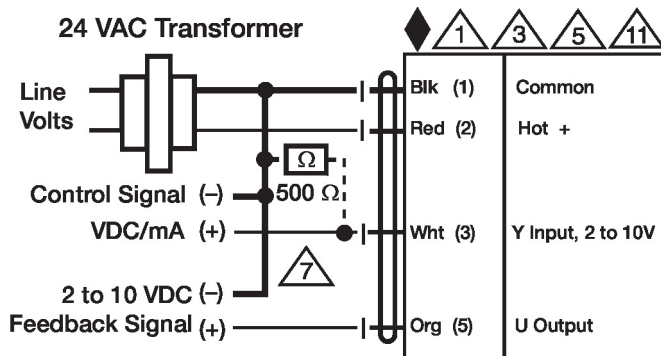 24 VAC Transformer
1 3 5 11
Line
Volts
Blk (1) Common
Red (2) Hot +
Ω
500 Ω
Control Signal (–)
VDC/mA (+)
Wht (3) Y Input, 2 to 10V
7
2 to 10 VDC (–)
Feedback Signal (+)
Org (5) U Output